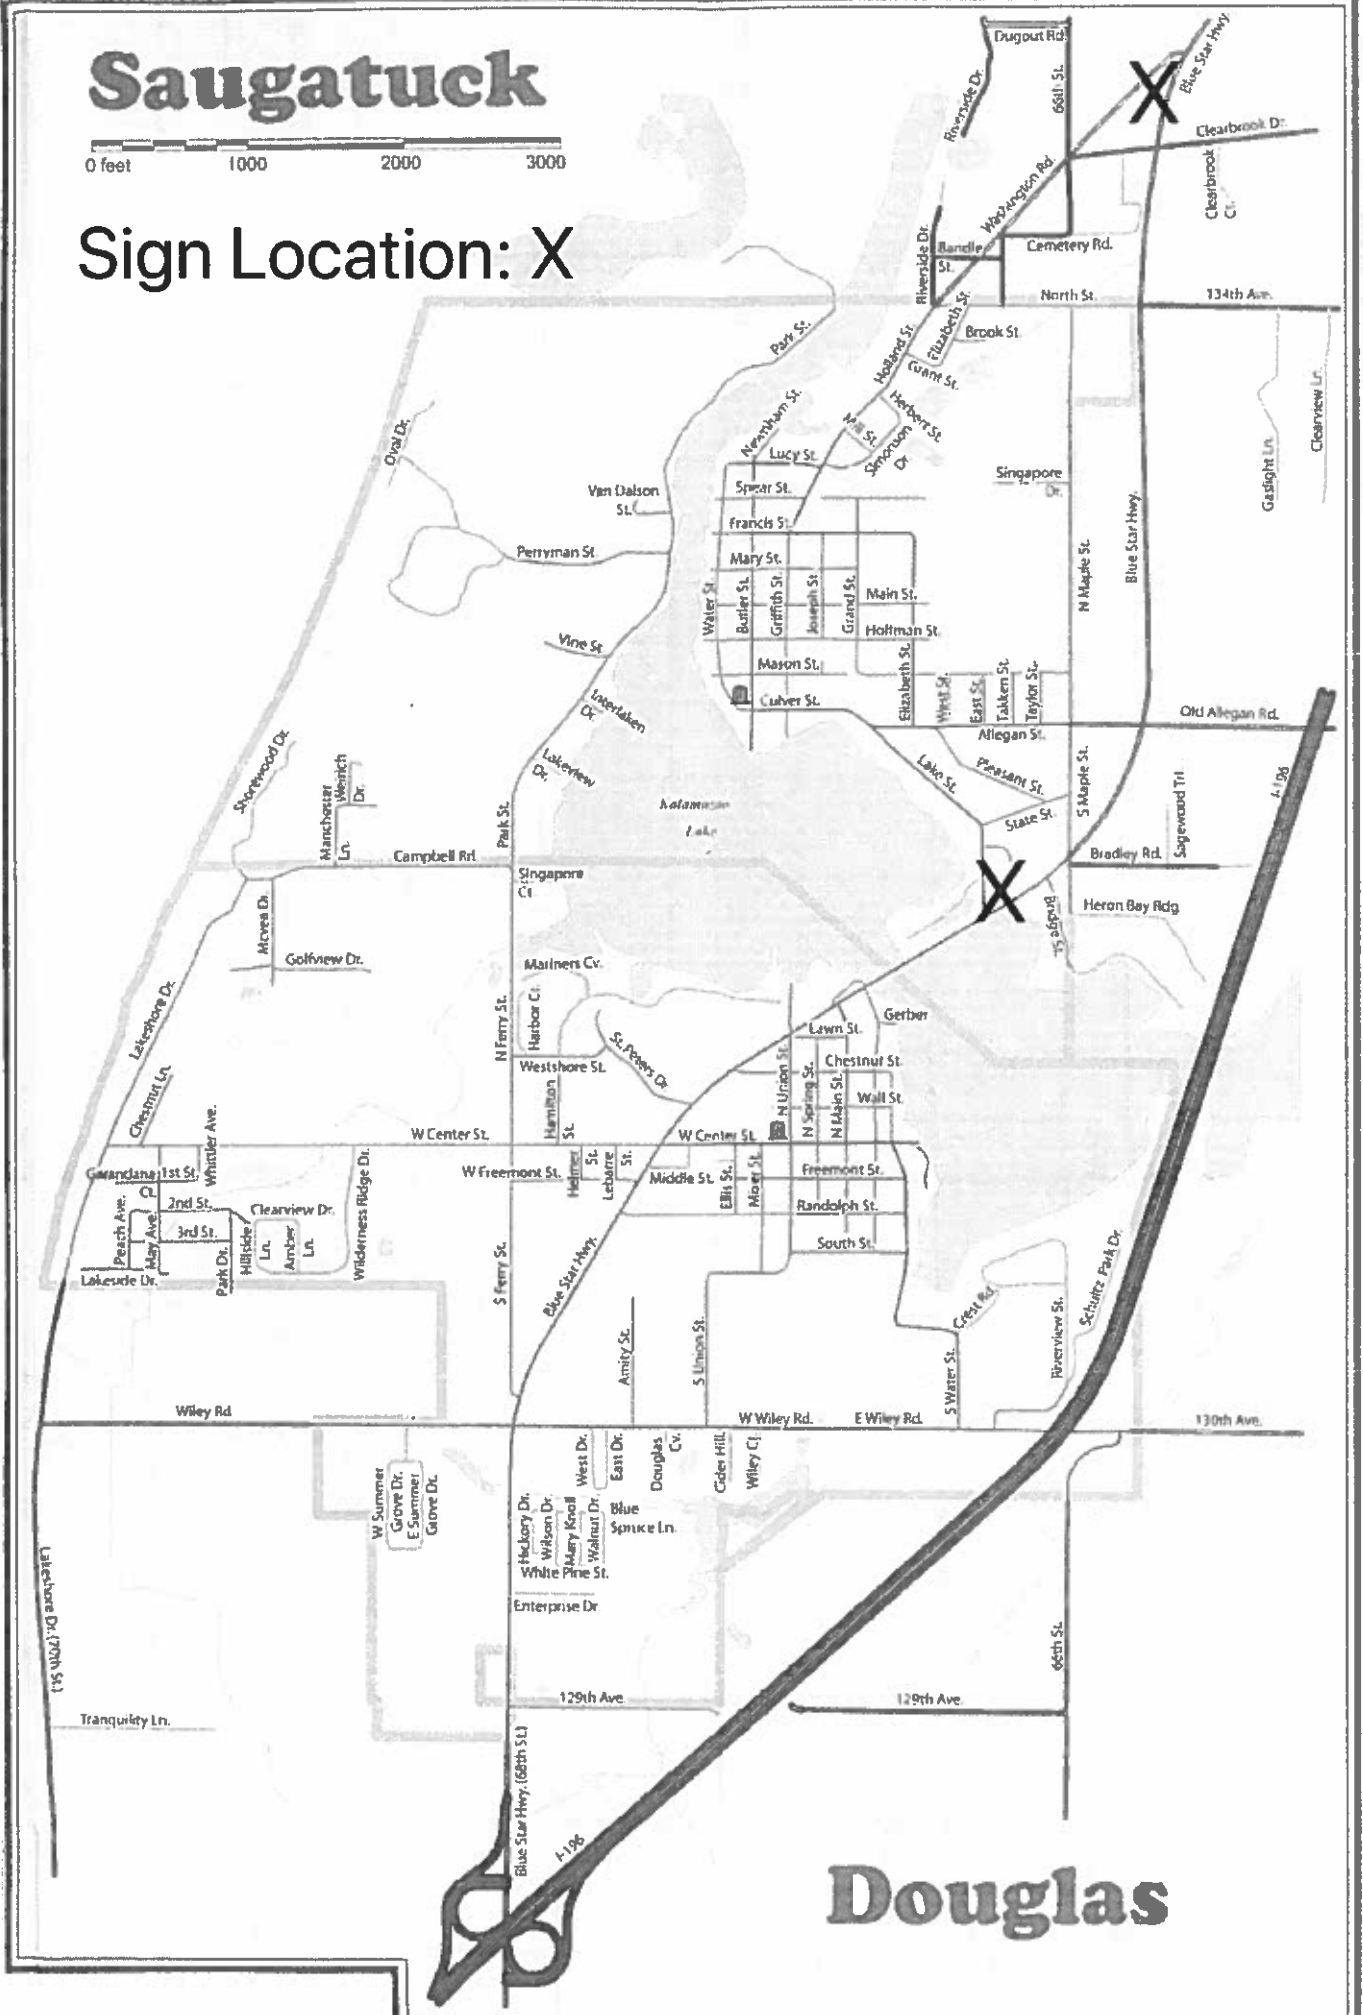 Saugatuck
0 feet 1000 2000 3000
Sign Location: X
Dugout Rd.
Riverside Dr.
66th St.
X
Blue Star Hwy.
Clearbrook Dr.
Clearbrook
Ct.
Washington Rd.
Riverside Dr.
Randle
St.
Cemetery Rd.
North St.
134th Ave.
Park St.
Holland St.
Elizabeth St.
Brook St.
Grant St.
Herbert St.
Mill St.
Simonson
Dr
Newnham St.
Lucy St.
Oval Dr.
Van Dalson
St.
Spear St.
Singapore
Dr.
Gaslight Ln.
Clearview Ln.
Francis St.
Perryman St.
Mary St.
Blue Star Hwy.
N Maple St.
Water St.
Butler St.
Griffith St.
Joseph St
Grand St.
Main St.
Hoffman St.
Vine St
Mason St.
Elizabeth St.
West St.
East St.
Takken St.
Taylor St.
Interlaken
Dr.
Culver St.
Old Allegan Rd.
Allegan St.
Shorewood Dr.
Manchester
Ln.
Weirich
Dr.
Lakeview
Dr.
Lake St.
Pleasant St.
S Maple St.
Sagewood Trl
I-196
Kalamazoo
Lake
Park St.
State St.
Campbell Rd.
Bradley Rd.
Singapore
Ct.
X
Bridge St
Heron Bay Rdg
Mcvea Dr.
Golfview Dr.
Lakeshore Dr.
Mariners Cv.
Harbor Ct.
N Ferry St.
Gerber
Lawn St.
St. Peters Dr
Westshore St.
Chestnut St.
N Union St.
N Spring St.
N Main St.
Wall St.
Chestnut Ln.
Hamilton
St.
W Center St.
W Center St.
Whittler Ave.
Garandana
Ct.
1st St.
W Freemont St.
Helmer
St.
Lebarre
St.
Middle St.
Ellis St.
Mixer St.
Freemont St.
2nd St.
Clearview Dr.
Wilderness Ridge Dr.
Randolph St.
Peach Ave.
May Ave.
3rd St.
Park Dr.
Hillside
Ln.
Amber
Ln.
South St.
Lakeside Dr.
S Ferry St.
Blue Star Hwy.
Crest Rd.
Schultz Park Dr.
Amity St.
S Union St.
S Water St.
Riverview St.
Wiley Rd
W Wiley Rd.
E Wiley Rd.
130th Ave.
West Dr.
East Dr.
Douglas
Cv.
Cider Hill
Wiley Ct.
W Summer
Grove Dr.
E Summer
Grove Dr.
Hickory Dr.
Wilson Dr.
Mary Knoll
Walnut Dr.
Blue
Spruce Ln.
White Pine St.
Enterprise Dr
Lakeshore Dr. (70th St.)
66th St.
129th Ave
129th Ave.
Tranquility Ln.
Blue Star Hwy. (68th St.)
I-196
Douglas